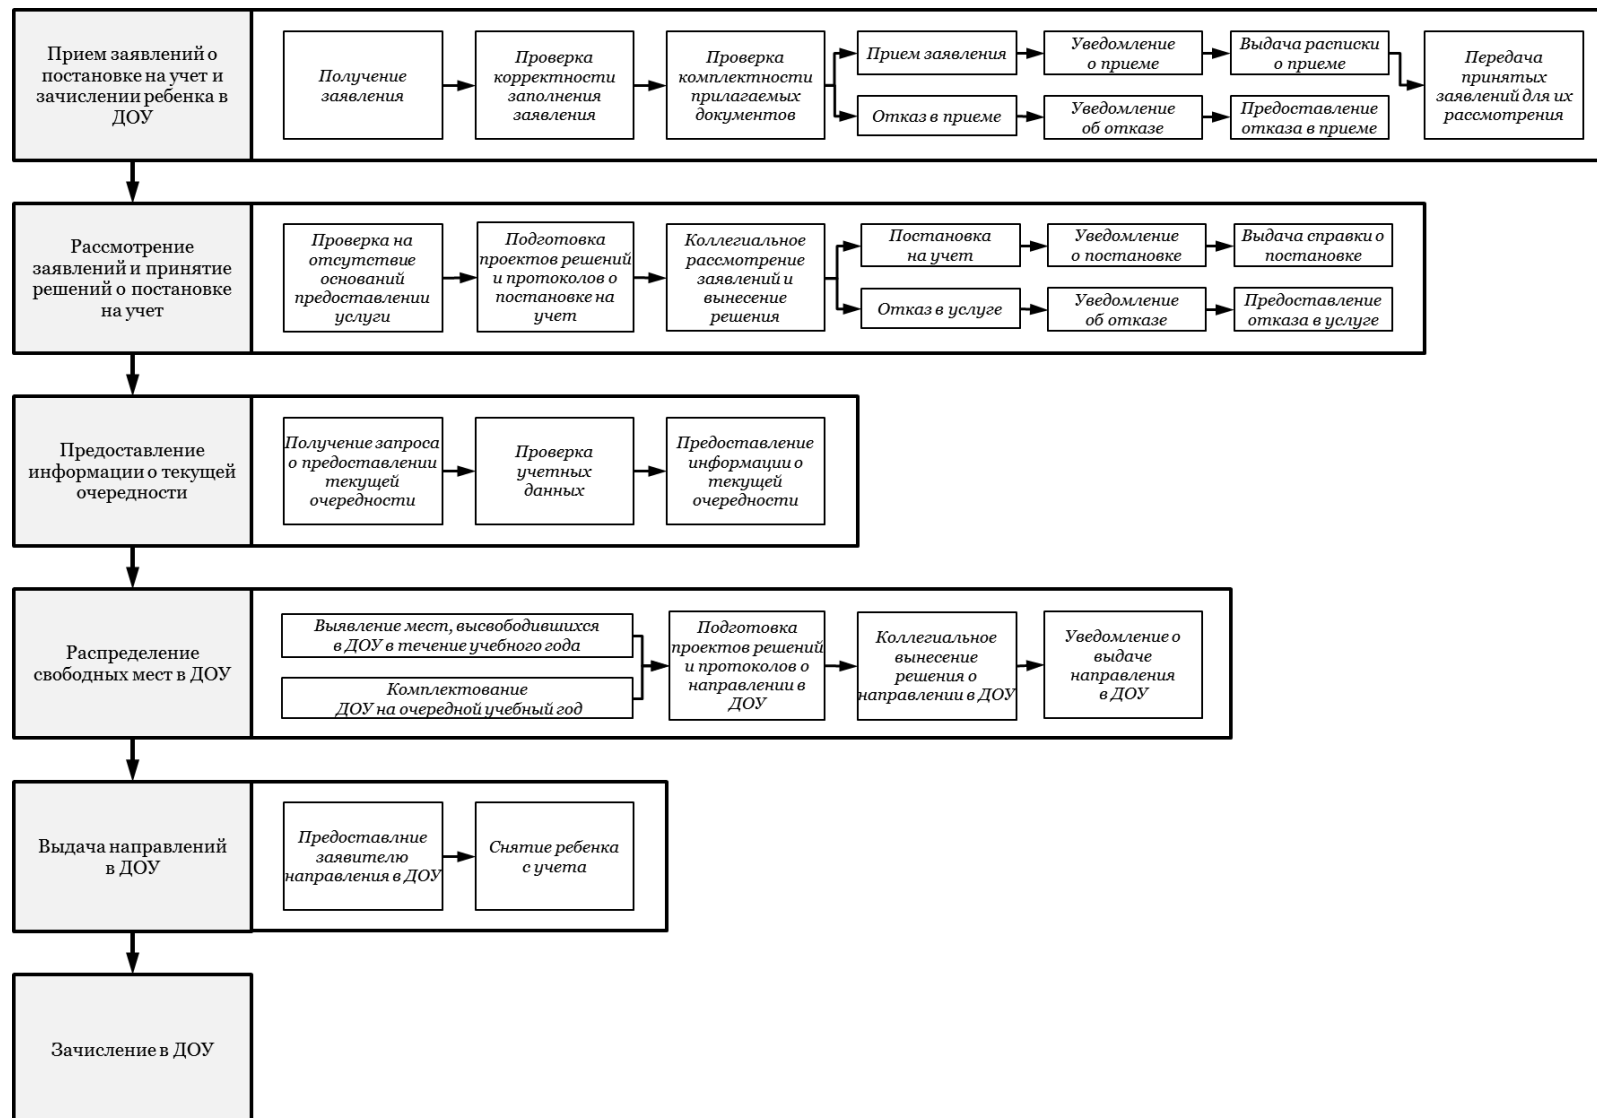 Прием заявлений о
постановке на учет и
зачислении ребенка в
ДОУ
Получение
заявления
Проверка
корректности
заполнения
заявления
Проверка
комплектности
прилагаемых
документов
Прием заявления
Уведомление
о приеме
Выдача расписки
о приеме
Отказ в приеме
Уведомление
об отказе
Предоставление
отказа в приеме
Передача
принятых
заявлений для их
рассмотрения
Рассмотрение
заявлений и принятие
решений о постановке
на учет
Проверка на
отсутствие
оснований
предоставлении
услуги
Подготовка
проектов решений
и протоколов о
постановке на
учет
Коллегиальное
рассмотрение
заявлений и
вынесение
решения
Постановка
на учет
Уведомление
о постановке
Выдача справки о
постановке
Отказ в услуге
Уведомление
об отказе
Предоставление
отказа в услуге
Предоставление
информации о текущей
очередности
Получение запроса
о предоставлении
текущей
очередности
Проверка
учетных
данных
Предоставление
информации о
текущей
очередности
Распределение
свободных мест в ДОУ
Выявление мест, высвободившихся
в ДОУ в течение учебного года
Комплектование
ДОУ на очередной учебный год
Подготовка
проектов решений
и протоколов о
направлении в
ДОУ
Коллегиальное
вынесение
решения о
направлении в ДОУ
Уведомление о
выдаче
направления
в ДОУ
Выдача направлений
в ДОУ
Предоставлние
заявителю
направления в ДОУ
Снятие ребенка
с учета
Зачисление в ДОУ